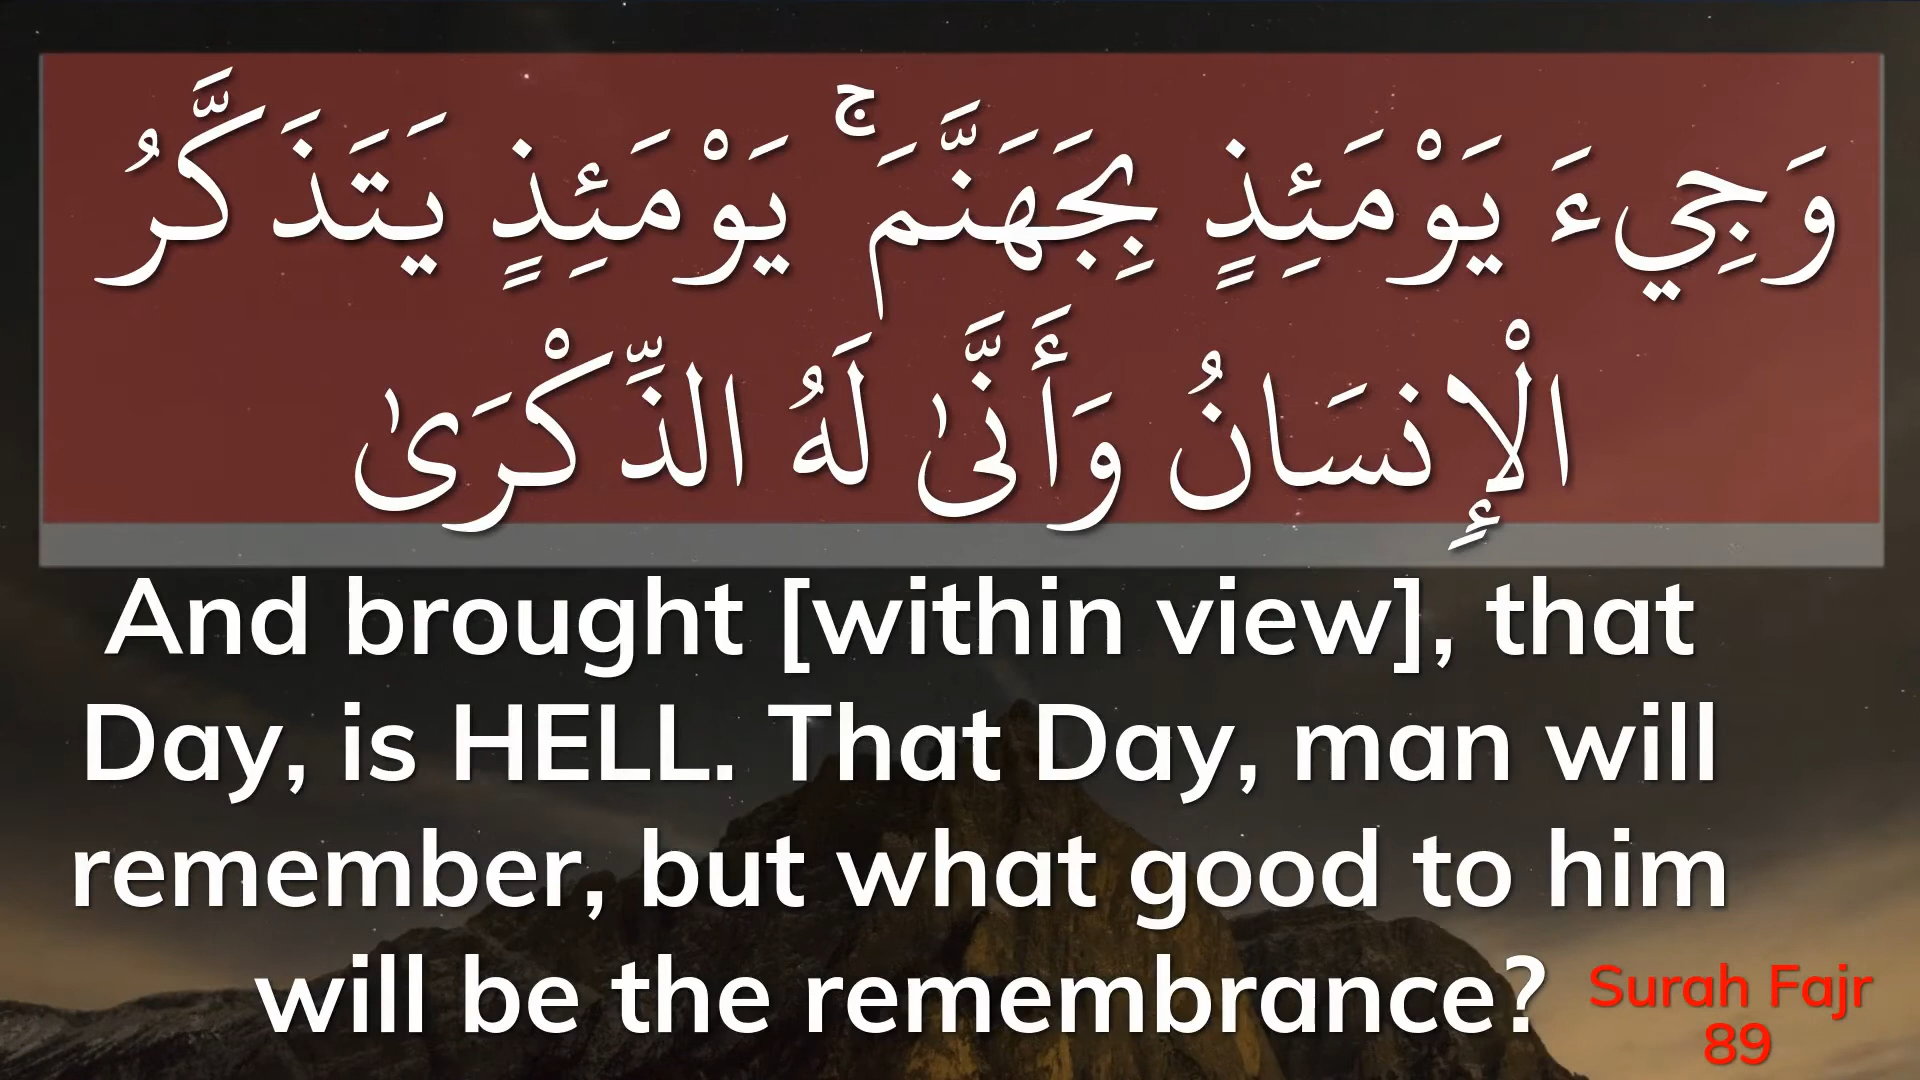 وَجِيءَ يَوْمَئِذٍ بِجَهَنَّمَ ۚ يَوْمَئِذٍ يَتَذَكَّرُ
الْإِنسَانُ وَأَنَّىٰ لَهُ الذِّكْرَىٰ
And brought [within view], that
Day, is HELL. That Day, man will
remember, but what good to him
will be the remembrance?
Surah Fajr
89